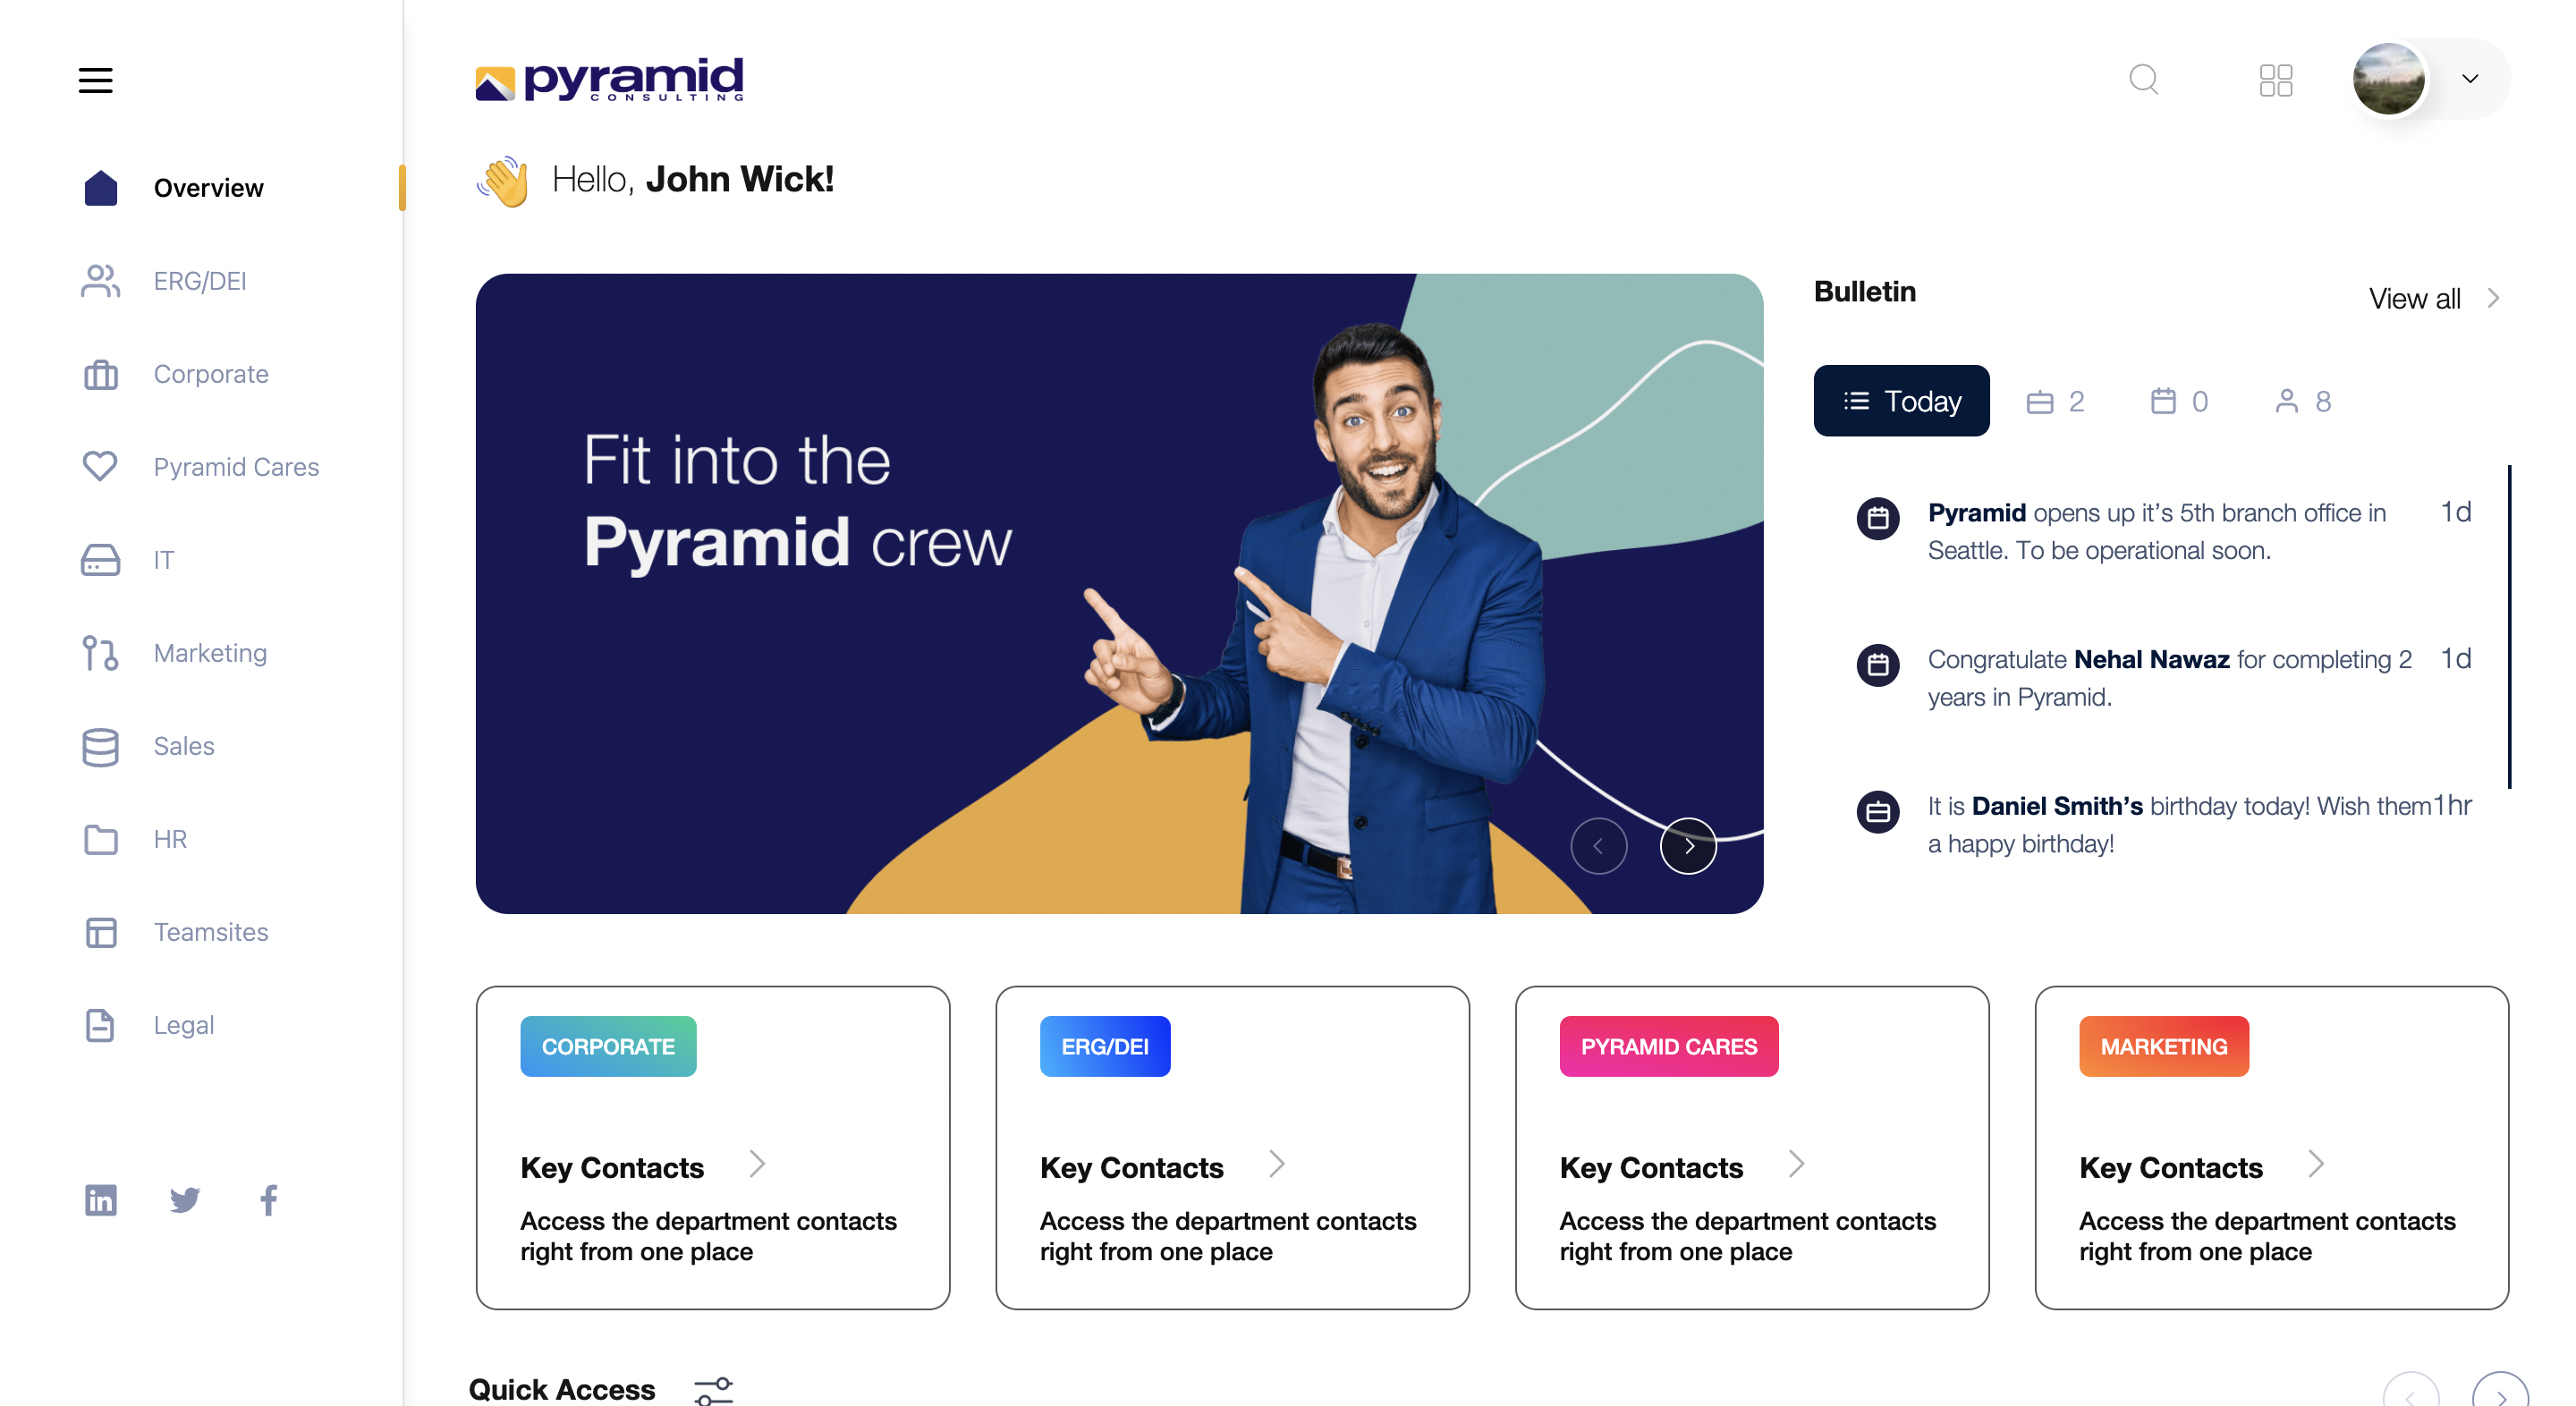 pyramid
CONSULTING
Hello, John Wick!
Overview
ERG/DEI
Corporate
Pyramid Cares
IT
Marketing
Sales
HR
Teamsites
Legal
in
f
Fit into the
Pyramid crew
Bulletin
View all
Today
2
0
8
Pyramid opens up it’s 5th branch office in
Seattle. To be operational soon.
1d
Congratulate Nehal Nawaz for completing 2
years in Pyramid.
1d
It is Daniel Smith’s birthday today! Wish them
a happy birthday!
1hr
CORPORATE
Key Contacts
Access the department contacts
right from one place
ERG/DEI
Key Contacts
Access the department contacts
right from one place
PYRAMID CARES
Key Contacts
Access the department contacts
right from one place
MARKETING
Key Contacts
Access the department contacts
right from one place
Quick Access